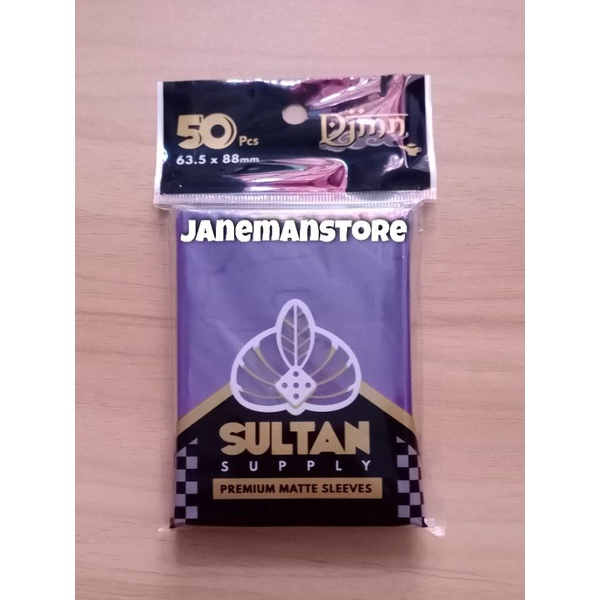 50 Pcs
Djinn
63.5 x 88mm
JANEMANSTORE
SULTAN
SUPPLY
PREMIUM MATTE SLEEVES